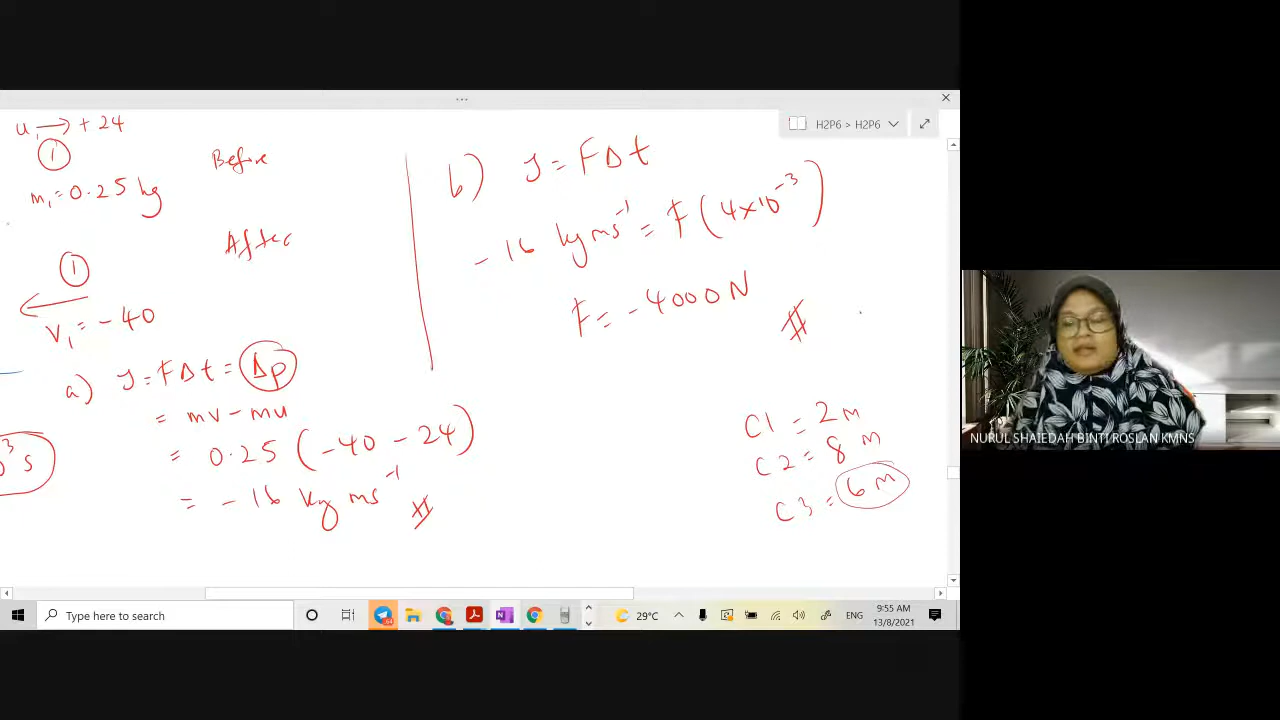 u₁ → +24
①
m₁ = 0.25 kg
Before
After
①
v₁ = -40
a) J = FΔt = Δp
= mv - mu
= 0.25 (-40 - 24)
= -16 kg ms⁻¹ #
³ s
b) J = FΔt
-16 kg ms⁻¹ = F (4×10⁻³)
F = -4000 N
#
C1 = 2 m
C2 = 8 m
C3 = 6 m
H2P6 > H2P6
NURUL SHAIEDAH BINTI ROSLAN KMNS
Type here to search
29°C
ENG
9:55 AM
13/8/2021